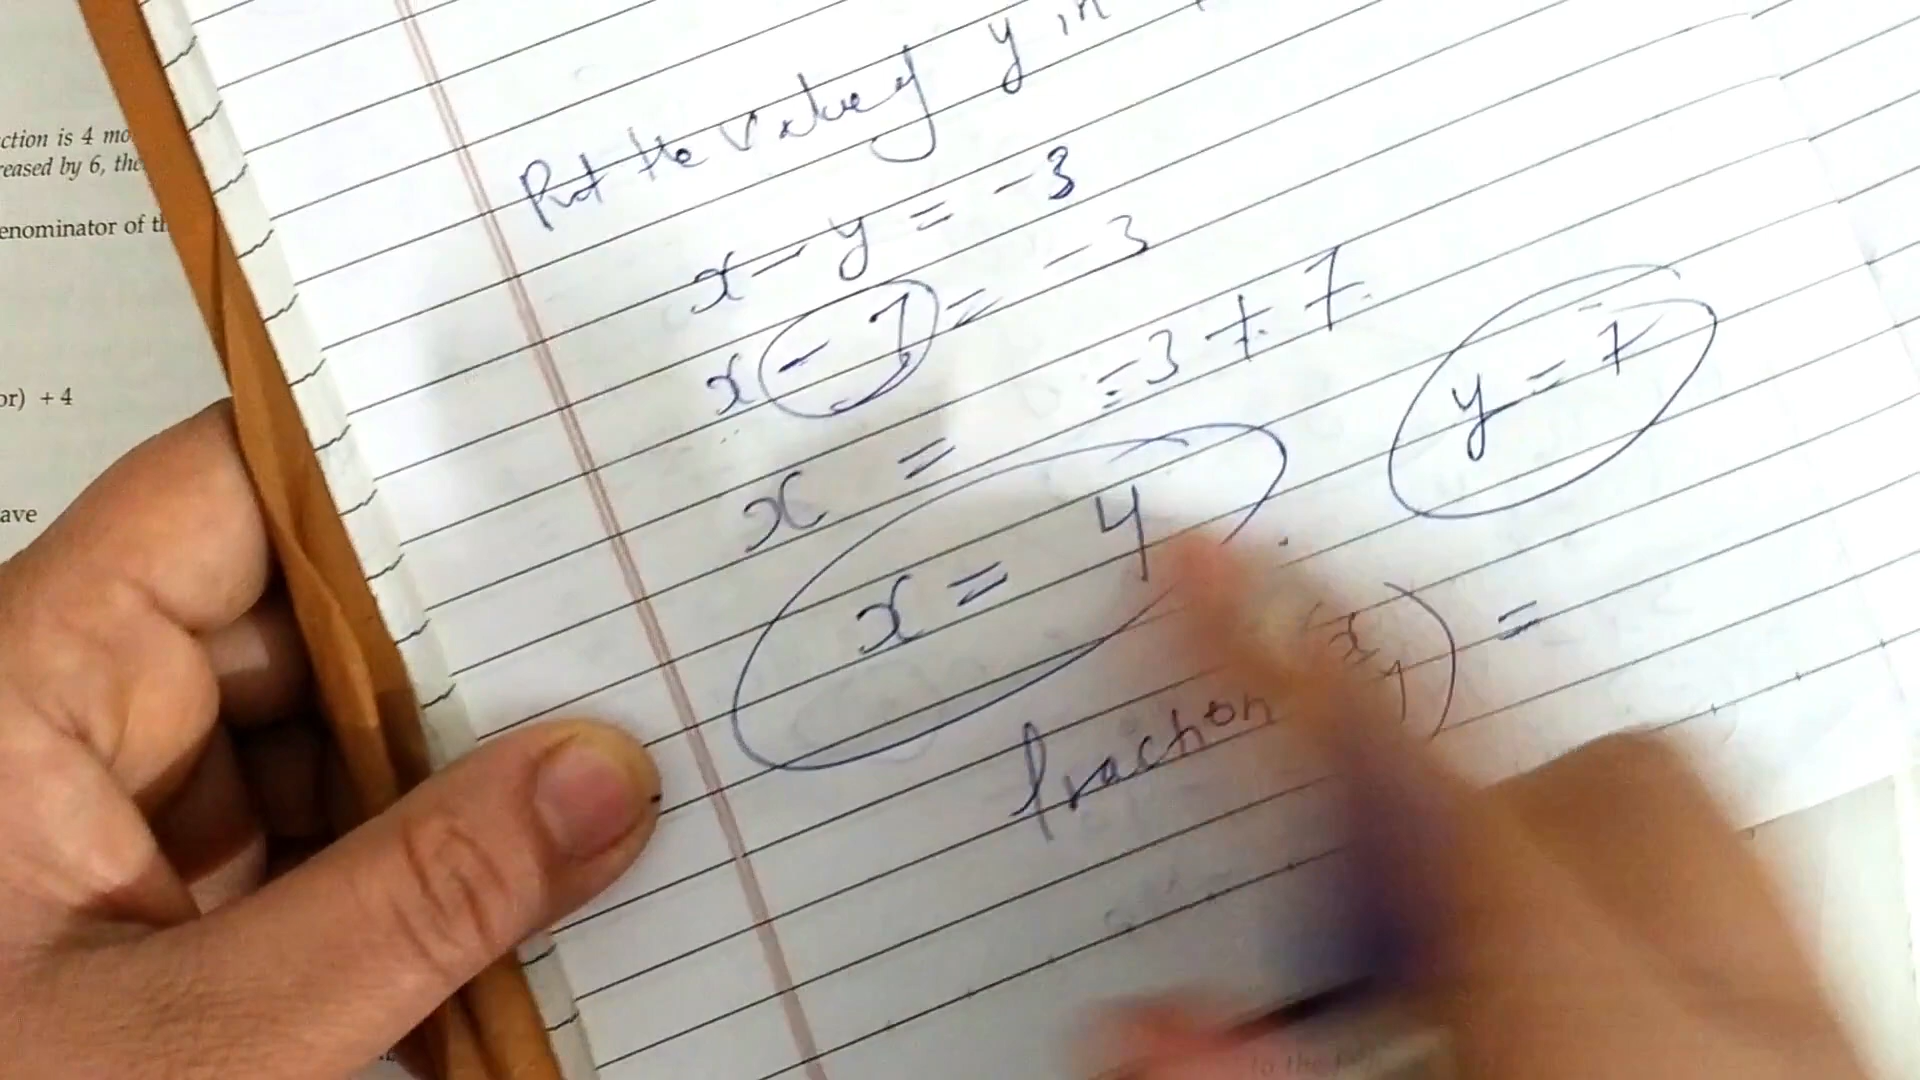 ction is 4 mo
reased by 6, the
enominator of th
or) + 4
ave
Put the value of y in
x - y = -3
x - 7 = -3
x = -3 + 7
x = 4
y = 7
fraction x =